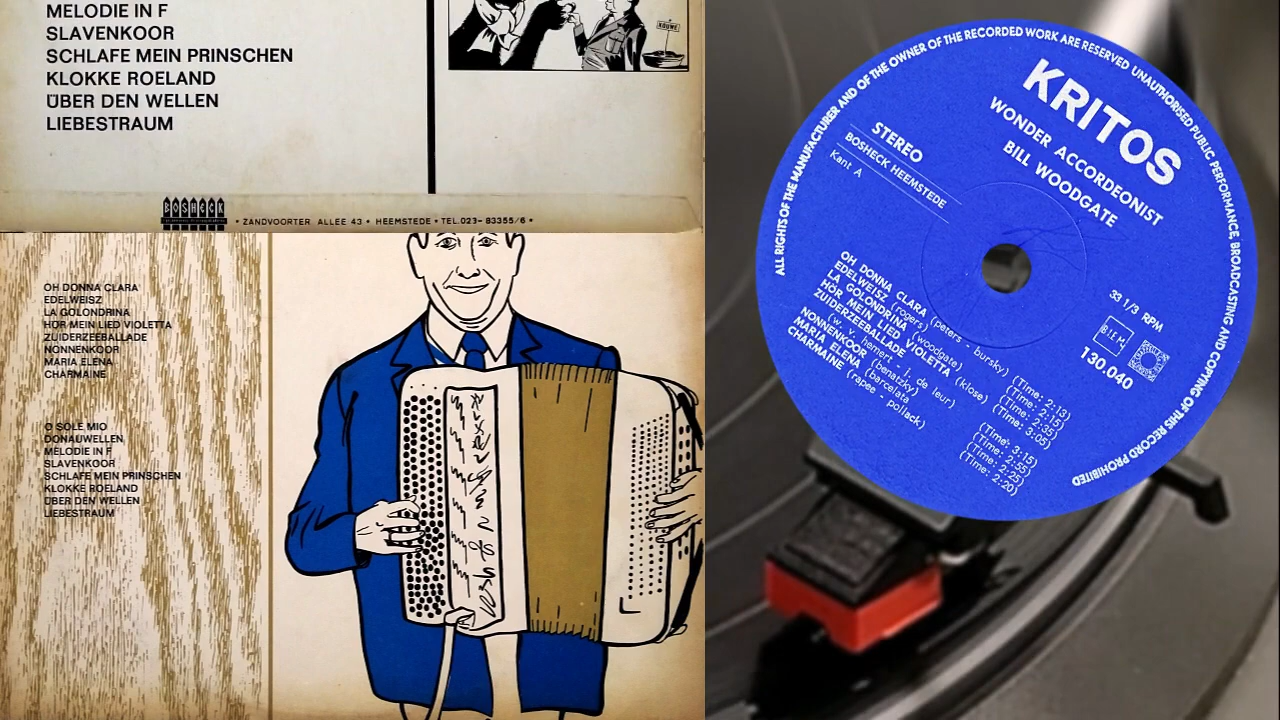 MELODIE IN F
SLAVENKOOR
SCHLAFE MEIN PRINSCHEN
KLOKKE ROELAND
ÜBER DEN WELLEN
LIEBESTRAUM
KOUWE
BOSHECK
• ZANDVOORTER ALLEE 43 • HEEMSTEDE • TEL.023-83355/6 •
OH DONNA CLARA
EDELWEISZ
LA GOLONDRINA
HÖR MEIN LIED VIOLETTA
ZUIDERZEEBALLADE
NONNENKOOR
MARIA ELENA
CHARMAINE
O SOLE MIO
DONAUWELLEN
MELODIE IN F
SLAVENKOOR
SCHLAFE MEIN PRINSCHEN
KLOKKE ROELAND
ÜBER DEN WELLEN
LIEBESTRAUM
ALL RIGHTS OF THE MANUFACTURER AND OF THE OWNER OF THE RECORDED WORK ARE RESERVED UNAUTHORISED PUBLIC PERFORMANCE, BROADCASTING AND COPYING OF THIS RECORD PROHIBITED
KRITOS
WONDER ACCORDEONIST
BILL WOODGATE
STEREO
BOSHECK HEEMSTEDE
Kant A
33 1/3 RPM
BIEM
130.040
OH DONNA CLARA (peters - bursky) (Time: 2:13)
EDELWEISZ (rogers) (Time: 2:15)
LA GOLONDRINA (woodgate) (Time: 2:35)
HÖR MEIN LIED VIOLETTA (klose) (Time: 3:05)
ZUIDERZEEBALLADE
(w. v hemert - l. de leur) (Time: 3:15)
NONNENKOOR (benatzky) (Time: 2:55)
MARIA ELENA (barcelata (Time: 2:25)
CHARMAINE (rapee - pollack) (Time: 2:20)